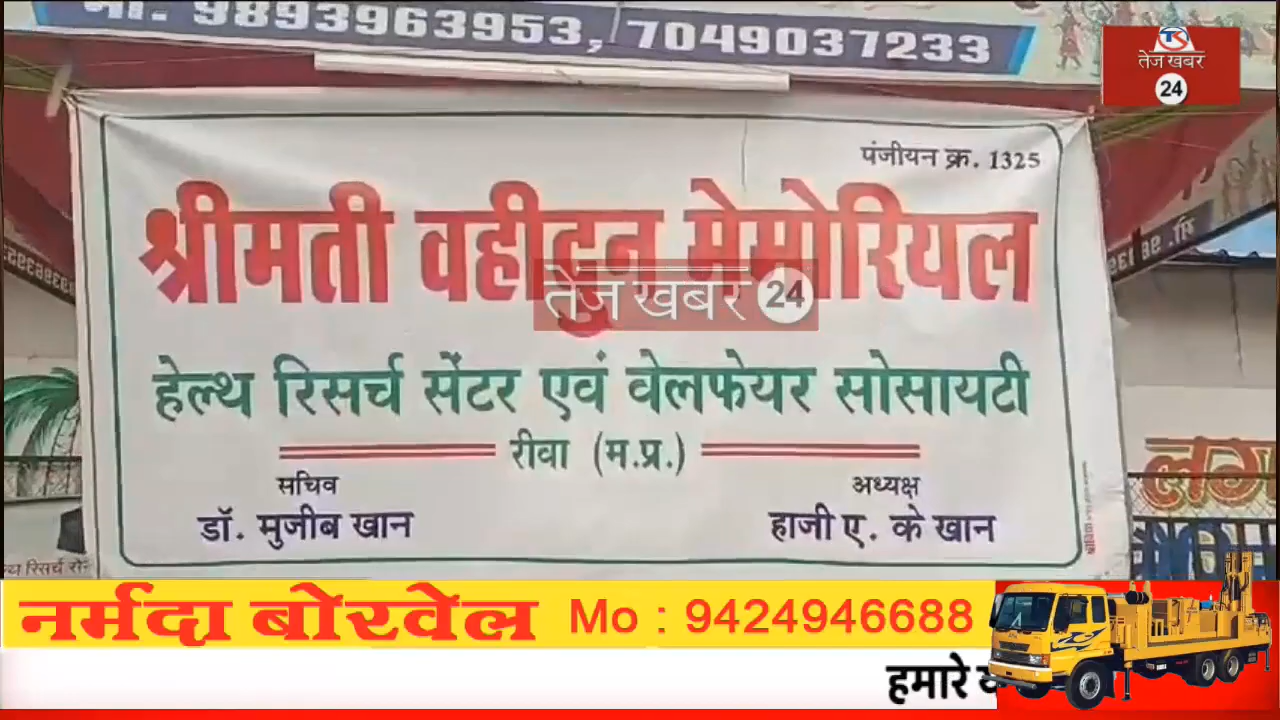 मो. 9893963953, 7049037233
तेज खबर
24
पंजीयन क्र. 1325
श्रीमती वहीदुन मेमोरियल
तेज खबर 24
हेल्थ रिसर्च सेंटर एवं वेलफेयर सोसायटी
रीवा (म.प्र.)
सचिव
अध्यक्ष
डॉ. मुजीब खान
हाजी ए. के खान
नर्मदा बोरवेल Mo : 9424946688
हमारे